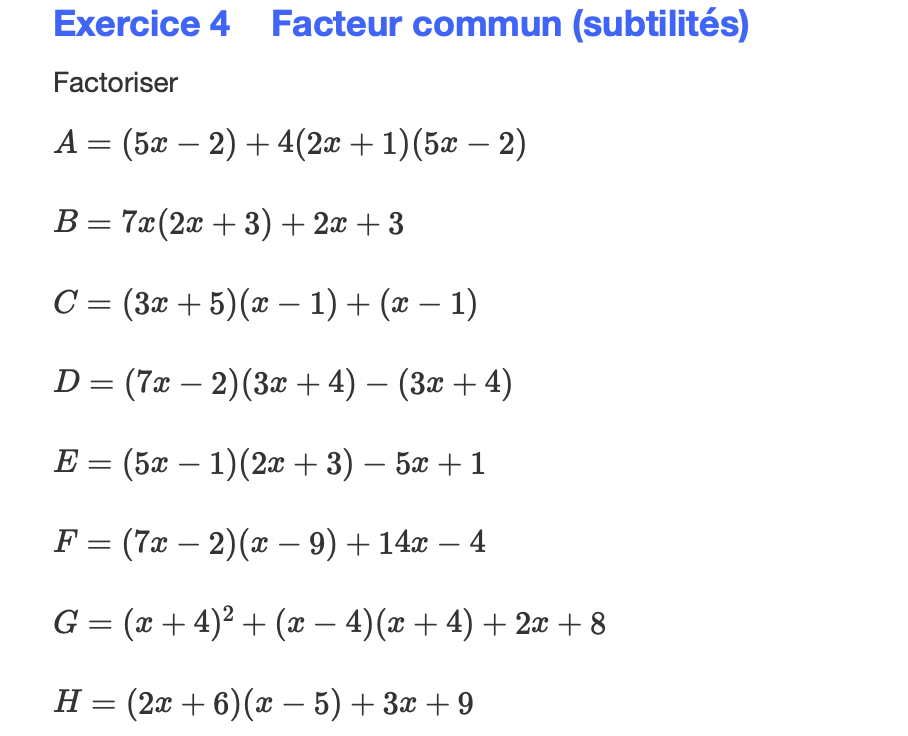 Exercice 4 Facteur commun (subtilités)
Factoriser
A = (5x − 2) + 4(2x + 1)(5x − 2)
B = 7x(2x + 3) + 2x + 3
C = (3x + 5)(x − 1) + (x − 1)
D = (7x − 2)(3x + 4) − (3x + 4)
E = (5x − 1)(2x + 3) − 5x + 1
F = (7x − 2)(x − 9) + 14x − 4
G = (x + 4)² + (x − 4)(x + 4) + 2x + 8
H = (2x + 6)(x − 5) + 3x + 9